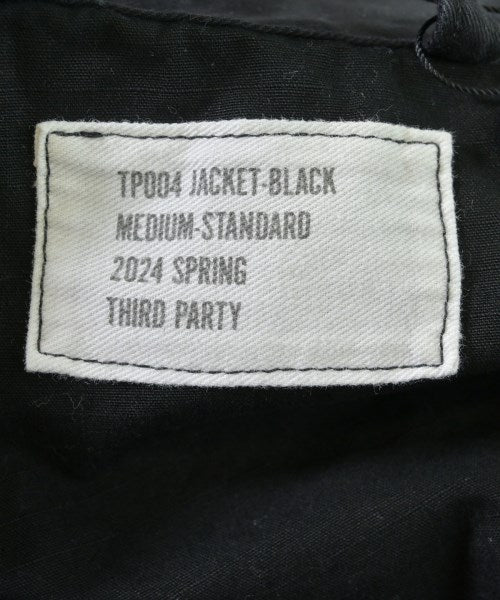 TP004 JACKET-BLACK
MEDIUM-STANDARD
2024 SPRING
THIRD PARTY